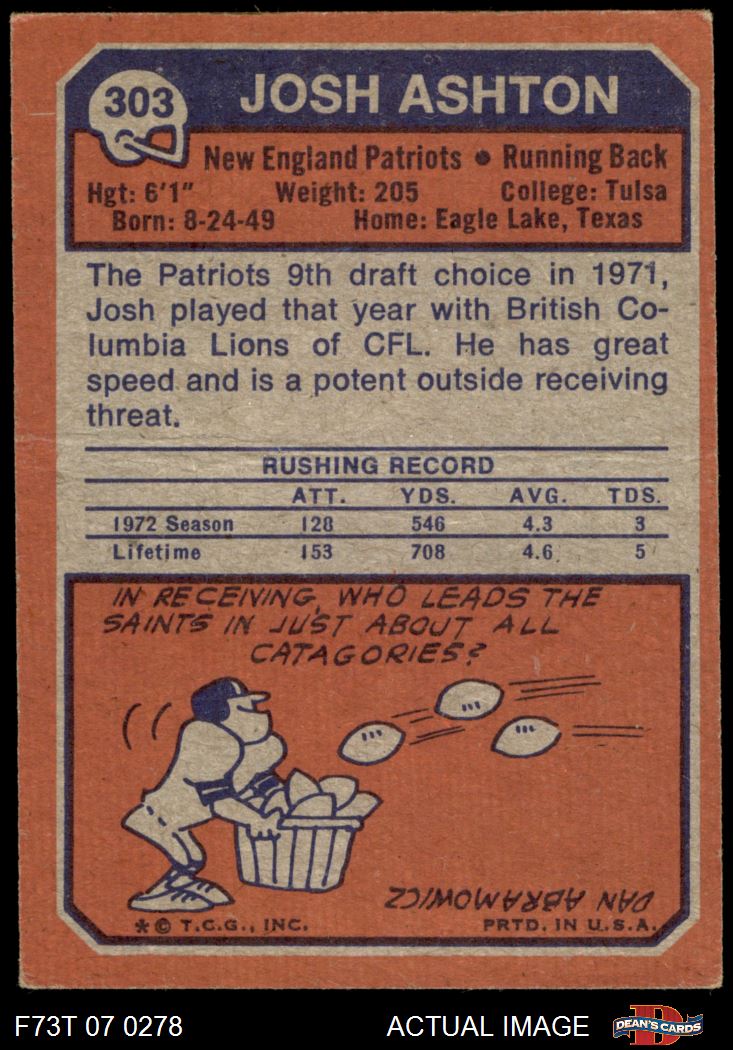 303 JOSH ASHTON
New England Patriots • Running Back
Hgt: 6'1" Weight: 205 College: Tulsa
Born: 8-24-49 Home: Eagle Lake, Texas
The Patriots 9th draft choice in 1971,
Josh played that year with British Co-
lumbia Lions of CFL. He has great
speed and is a potent outside receiving
threat.
RUSHING RECORD
ATT. YDS. AVG. TDS.
1972 Season 128 546 4.3 3
Lifetime 153 708 4.6 5
IN RECEIVING, WHO LEADS THE
SAINTS IN JUST ABOUT ALL
CATAGORIES?
DAN ABRAMOWICZ
*© T.C.G., INC. PRTD. IN U.S.A.
F73T 07 0278 ACTUAL IMAGE D DEAN'S CARDS